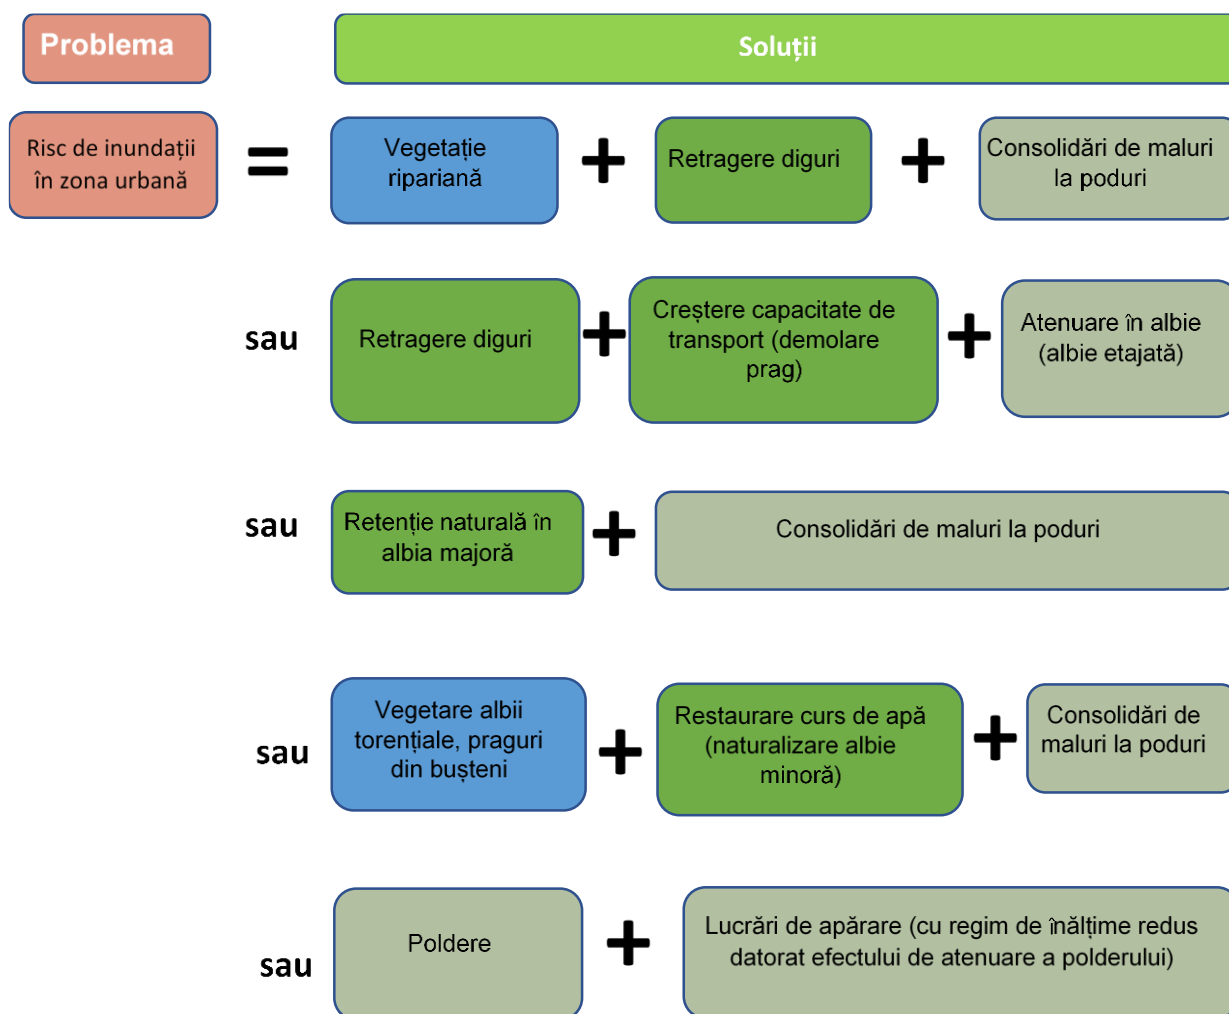 Problema
Soluții
Risc de inundații
în zona urbană
=
Vegetație
ripariană
+
Retragere diguri
+
Consolidări de maluri
la poduri
sau
Retragere diguri
+
Creștere capacitate de
transport (demolare
prag)
+
Atenuare în albie
(albie etajată)
sau
Retenție naturală în
albia majoră
+
Consolidări de maluri la poduri
sau
Vegetare albii
torențiale, praguri
din bușteni
+
Restaurare curs de apă
(naturalizare albie
minoră)
+
Consolidări de
maluri la poduri
sau
Poldere
+
Lucrări de apărare (cu regim de înălțime redus
datorat efectului de atenuare a polderului)